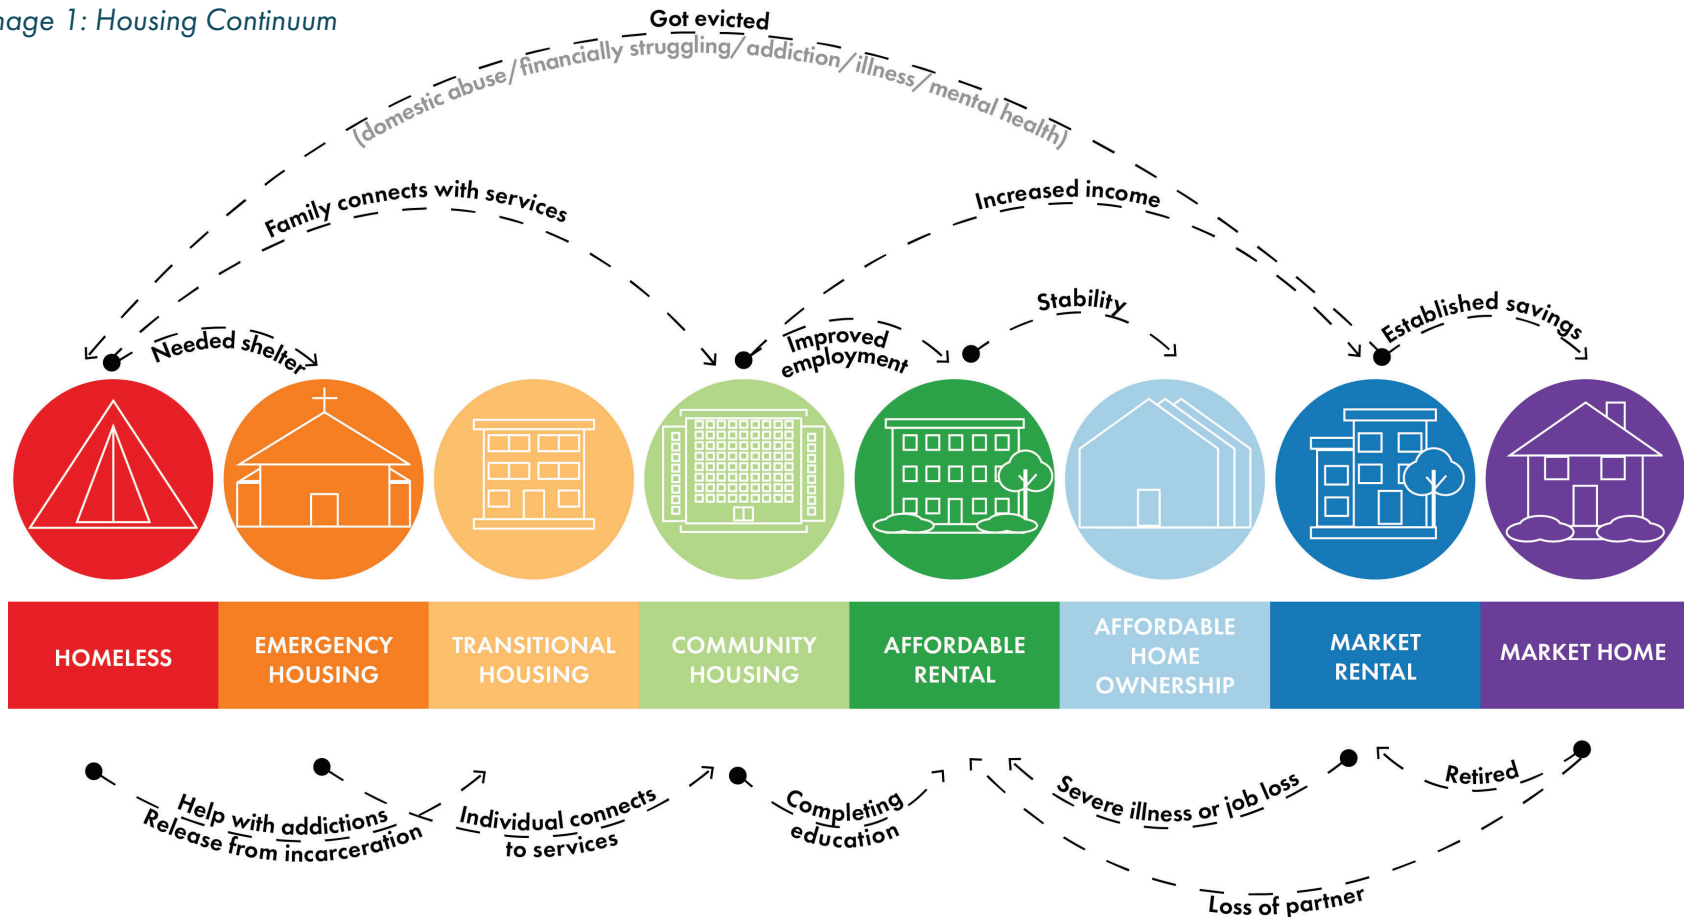 mage 1: Housing Continuum
Got evicted
(domestic abuse/financially struggling/addiction/illness/mental health)
Family connects with services
Increased income
Needed shelter
Improved
employment
Stability
Established savings
HOMELESS
EMERGENCY
HOUSING
TRANSITIONAL
HOUSING
COMMUNITY
HOUSING
AFFORDABLE
RENTAL
AFFORDABLE
HOME
OWNERSHIP
MARKET
RENTAL
MARKET HOME
Help with addictions
Release from incarceration
Individual connects
to services
Completing
education
Severe illness or job loss
Retired
Loss of partner